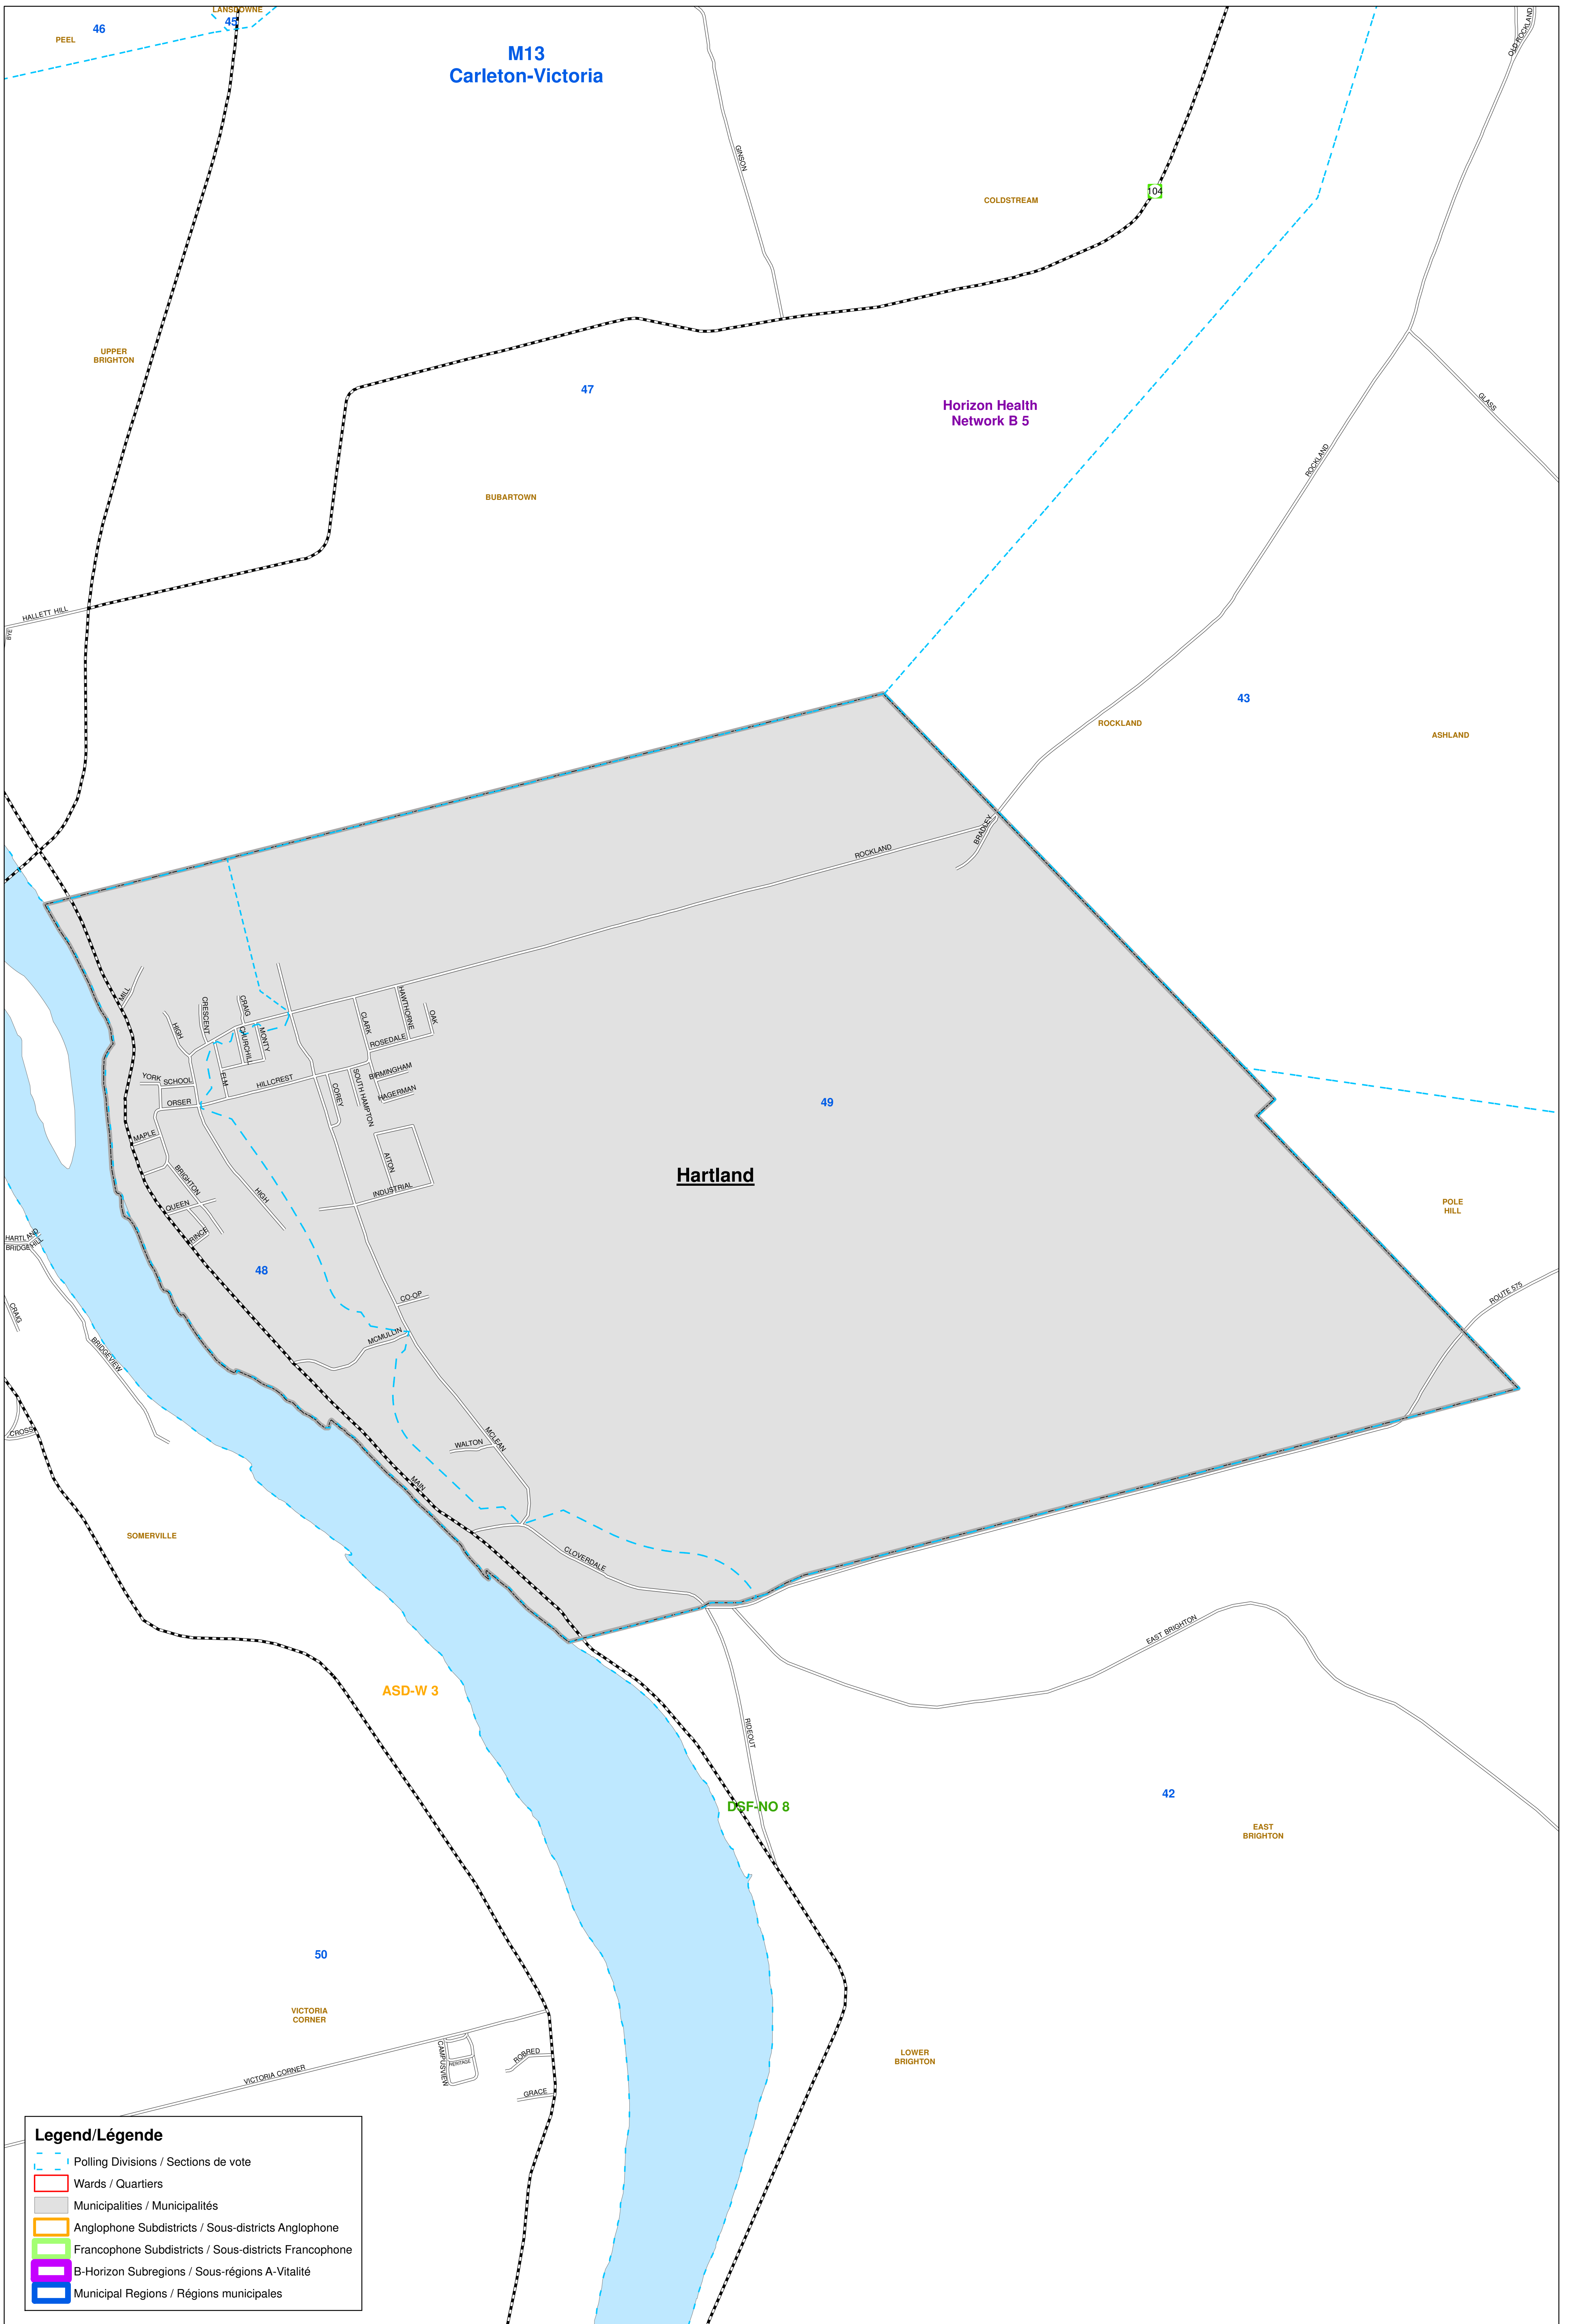 LANSDOWNE
46
45
PEEL
M13
Carleton-Victoria
OLD ROCKLAND
GINSON
104
COLDSTREAM
UPPER
BRIGHTON
47
Horizon Health
Network B 5
GLASS
ROCKLAND
BUBARTOWN
HALLETT HILL
BYE
43
ROCKLAND
ASHLAND
BRADLEY
ROCKLAND
MILL
HIGH
CRESCENT
CRAIG
CHURCHILL
MONTY
CLARK
HAWTHORNE
OAK
ROSEDALE
YORK
SCHOOL
ELM
HILLCREST
BIRMINGHAM
HAGERMAN
COREY
SOUTH HAMPTON
ORSER
49
MAPLE
BRIGHTON
AITON
Hartland
HIGH
INDUSTRIAL
QUEEN
PRINCE
POLE
HILL
HARTLAND
BRIDGEHILL
48
ROUTE 575
CRAIG
CO-OP
BRIDGEVIEW
MCMULLIN
CROSS
WALTON
MCLEAN
MAIN
SOMERVILLE
CLOVERDALE
EAST BRIGHTON
ASD-W 3
RIDEOUT
42
DSF-NO 8
EAST
BRIGHTON
50
VICTORIA
CORNER
CAMPUSVIEW
HERITAGE
ROBRED
LOWER
BRIGHTON
VICTORIA CORNER
GRACE
Legend/Légende
Polling Divisions / Sections de vote
Wards / Quartiers
Municipalities / Municipalités
Anglophone Subdistricts / Sous-districts Anglophone
Francophone Subdistricts / Sous-districts Francophone
B-Horizon Subregions / Sous-régions A-Vitalité
Municipal Regions / Régions municipales